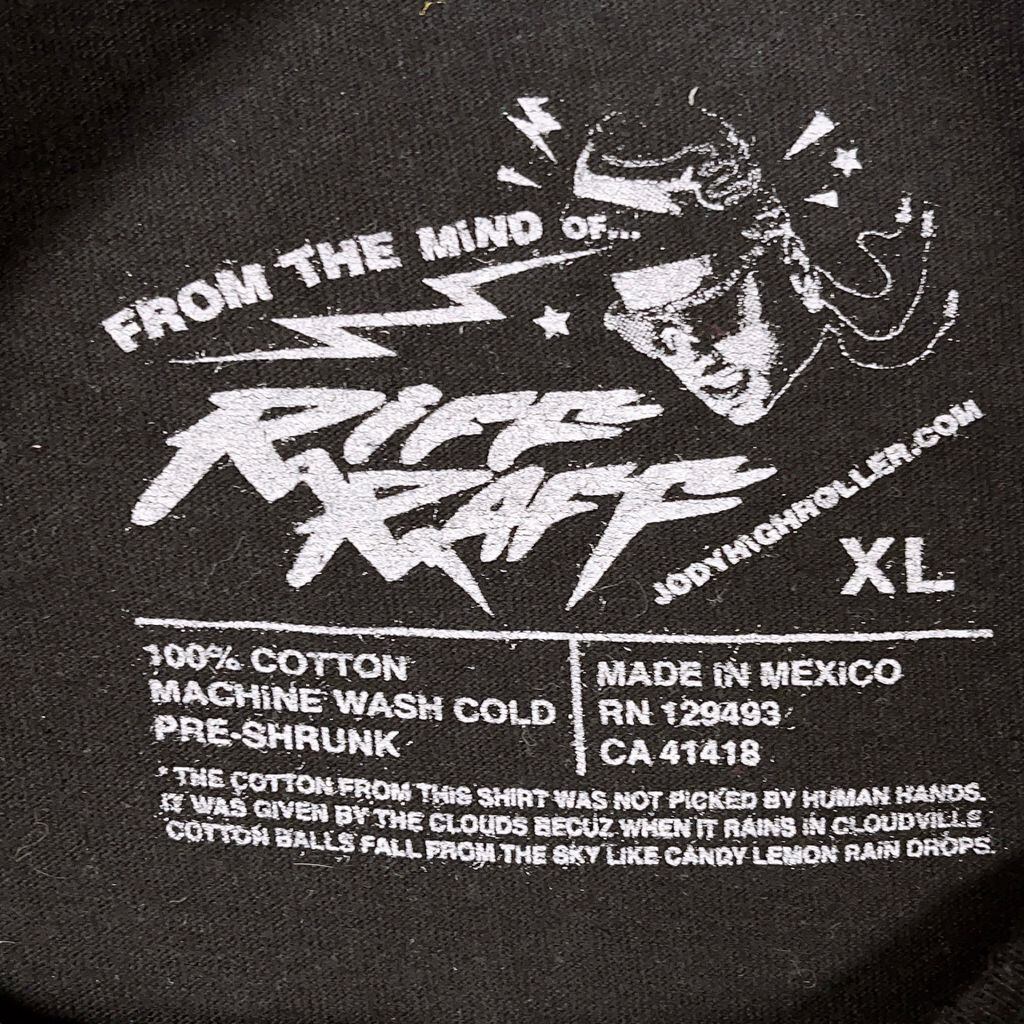 FROM THE MIND OF...
RIFF
RAFF
JODYHIGHROLLER.COM
XL
100% COTTON
MACHINE WASH COLD
PRE-SHRUNK
MADE IN MEXICO
RN 129493
CA 41418
* THE COTTON FROM THIS SHIRT WAS NOT PICKED BY HUMAN HANDS.
IT WAS GIVEN BY THE CLOUDS BECUZ WHEN IT RAINS IN CLOUDVILLE
COTTON BALLS FALL FROM THE SKY LIKE CANDY LEMON RAIN DROPS.